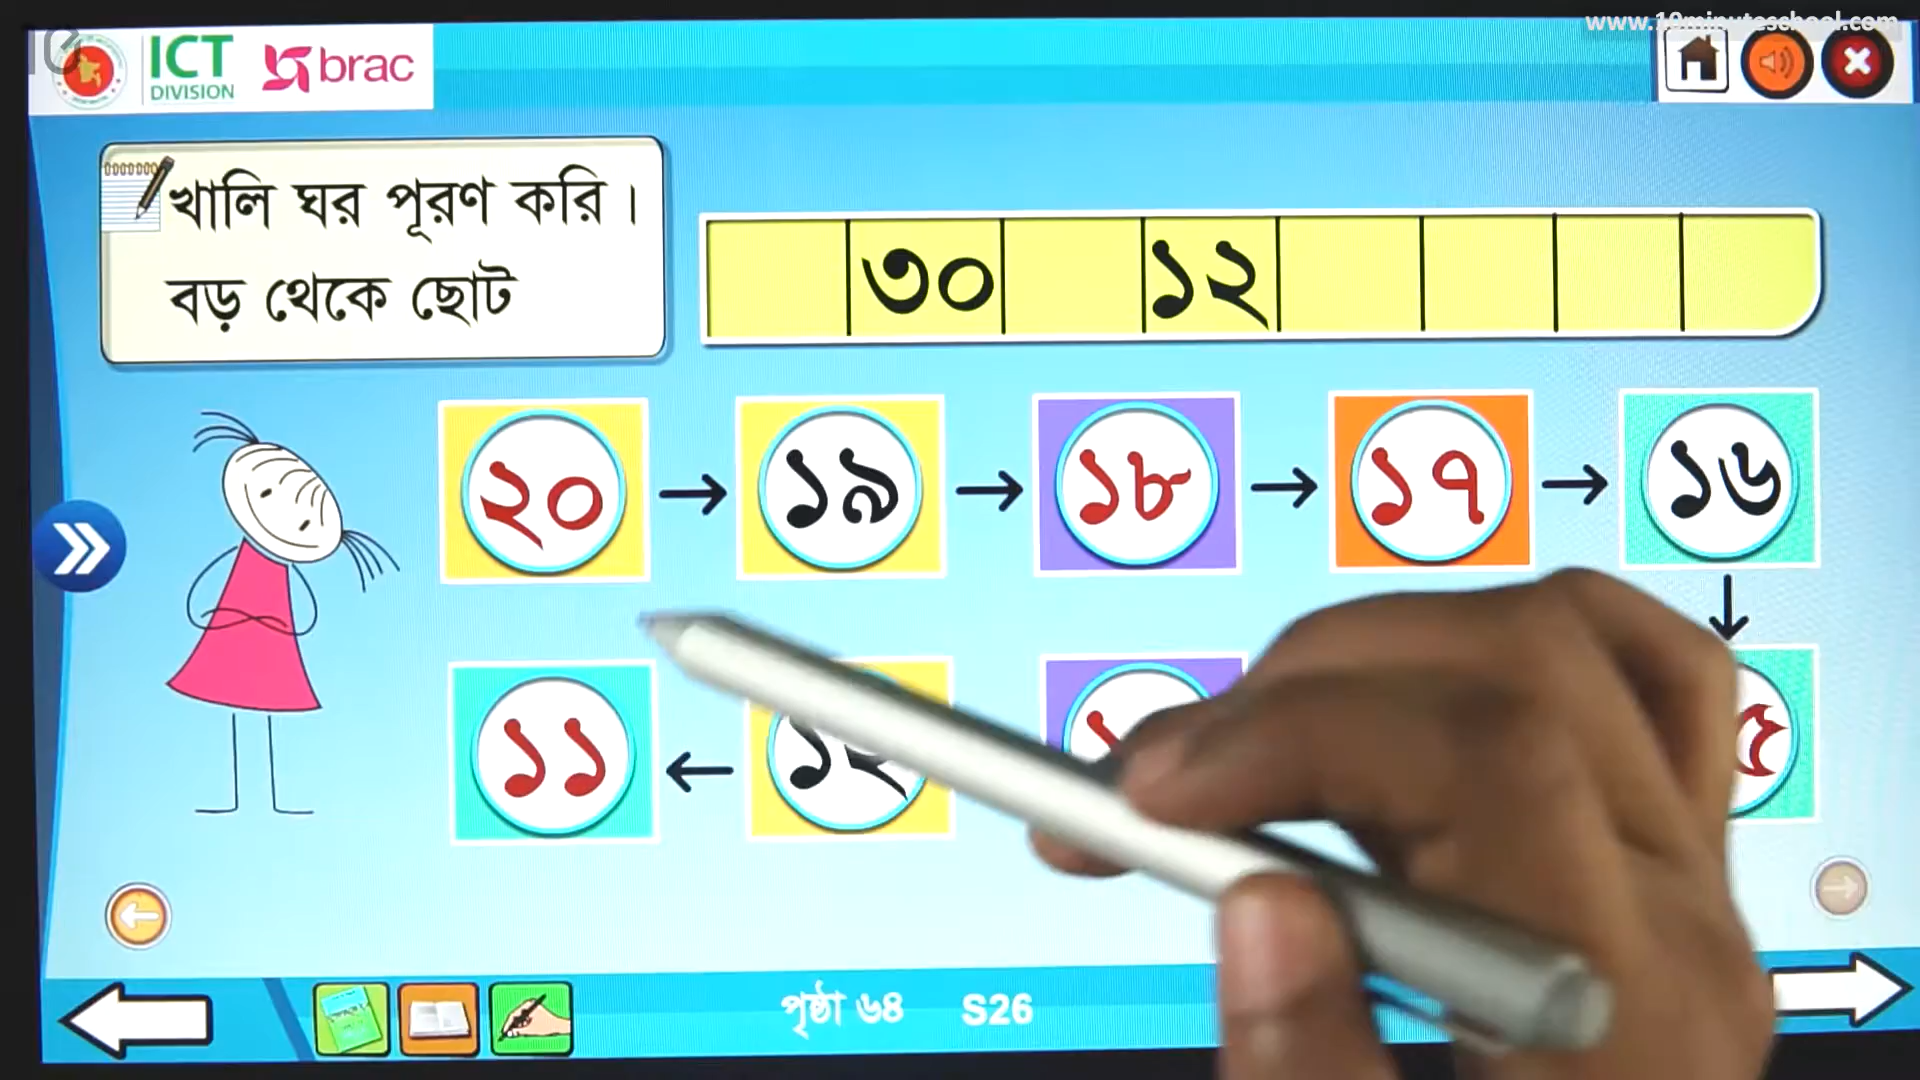 www.10minuteschool.com
ICT
DIVISION
brac
খালি ঘর পূরণ করি।
বড় থেকে ছোট
৩০ ১২
২০ → ১৯ → ১৮ → ১৭ → ১৬
১১ ← ১২
পৃষ্ঠা ৬৪ S26